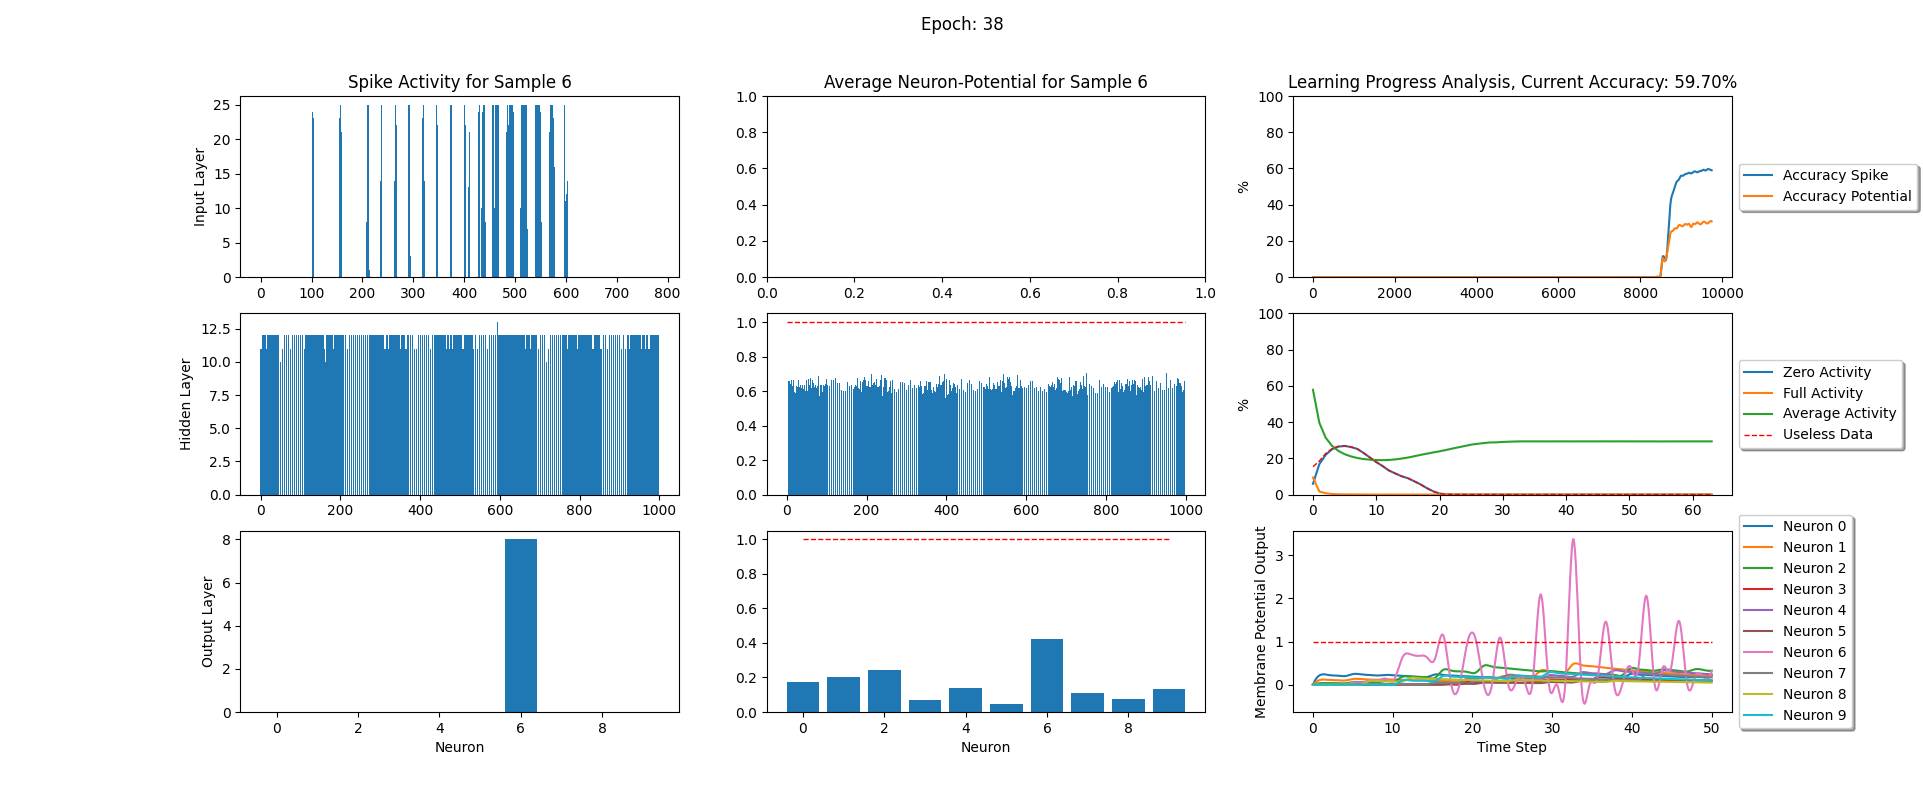 Epoch: 38
Spike Activity for Sample 6
Input Layer
25
20
15
10
5
0
0 100 200 300 400 500 600 700 800
Average Neuron-Potential for Sample 6
1.0
0.8
0.6
0.4
0.2
0.0
0.0 0.2 0.4 0.6 0.8 1.0
Learning Progress Analysis, Current Accuracy: 59.70%
%
100
80
60
40
20
0
0 2000 4000 6000 8000 10000
Accuracy Spike
Accuracy Potential
Hidden Layer
12.5
10.0
7.5
5.0
2.5
0.0
0 200 400 600 800 1000
1.0
0.8
0.6
0.4
0.2
0.0
0 200 400 600 800 1000
%
100
80
60
40
20
0
0 10 20 30 40 50 60
Zero Activity
Full Activity
Average Activity
Useless Data
Output Layer
8
6
4
2
0
0 2 4 6 8
Neuron
1.0
0.8
0.6
0.4
0.2
0.0
0 2 4 6 8
Neuron
Membrane Potential Output
3
2
1
0
0 10 20 30 40 50
Time Step
Neuron 0
Neuron 1
Neuron 2
Neuron 3
Neuron 4
Neuron 5
Neuron 6
Neuron 7
Neuron 8
Neuron 9